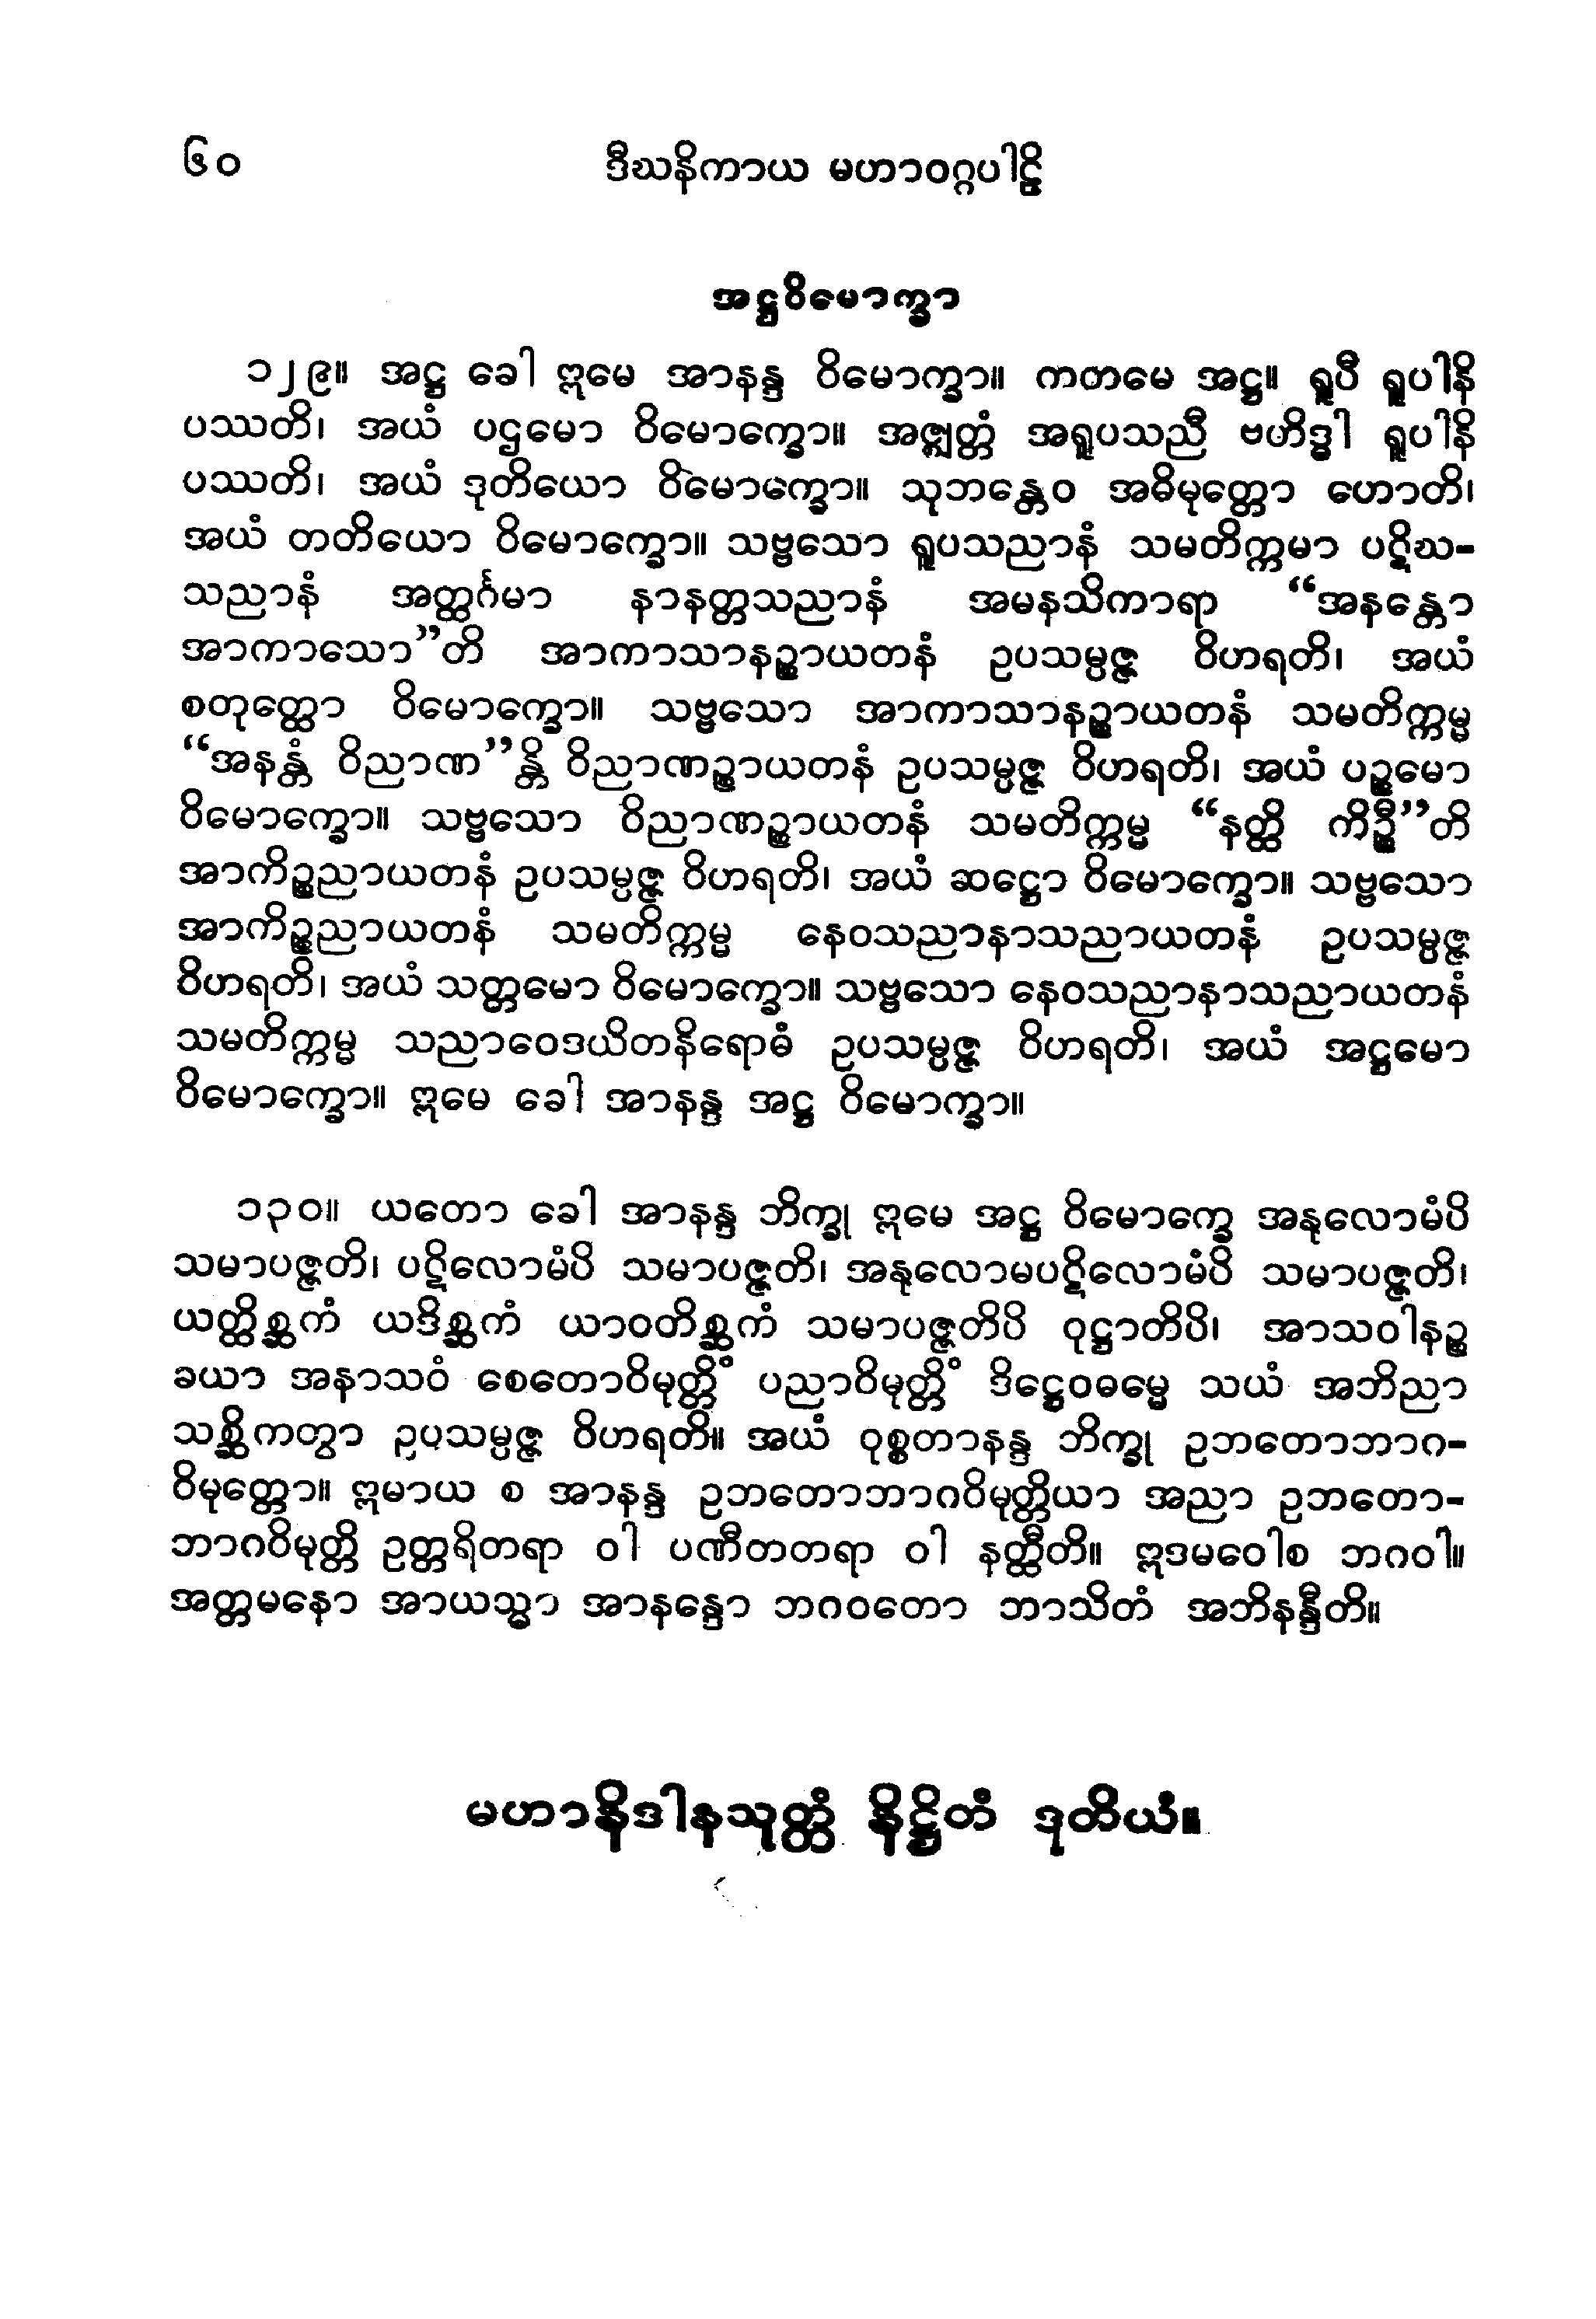 ၆၀ ဒီဃနိကာယ မဟာဝဂ္ဂပါဠိ
အဋ္ဌဝိမောက္ခာ
၁၂၉။ အဋ္ဌ ခေါ ဣမေ အာနန္ဒ ဝိမောက္ခာ။ ကတမေ အဋ္ဌ။ ရူပီ ရူပါနိ
ပဿတိ၊ အယံ ပဌမော ဝိမောက္ခော။ အဇ္ဈတ္တံ အရူပသညီ ဗဟိဒ္ဓါ ရူပါနိ
ပဿတိ၊ အယံ ဒုတိယော ဝိမောက္ခော။ သုဘန္တေဝ အဓိမုတ္တော ဟောတိ၊
အယံ တတိယော ဝိမောက္ခော။ သဗ္ဗသော ရူပသညာနံ သမတိက္ကမာ ပဋိဃ-
သညာနံ အတ္ထင်္ဂမာ နာနတ္တသညာနံ အမနသိကာရာ “အနန္တော
အာကာသော”တိ အာကာသာနဉ္စာယတနံ ဥပသမ္ပဇ္ဇ ဝိဟရတိ၊ အယံ
စတုတ္ထော ဝိမောက္ခော။ သဗ္ဗသော အာကာသာနဉ္စာယတနံ သမတိက္ကမ္မ
“အနန္တံ ဝိညာဏ”န္တိ ဝိညာဏဉ္စာယတနံ ဥပသမ္ပဇ္ဇ ဝိဟရတိ၊ အယံ ပဉ္စမော
ဝိမောက္ခော။ သဗ္ဗသော ဝိညာဏဉ္စာယတနံ သမတိက္ကမ္မ “နတ္ထိ ကိဉ္စီ”တိ
အာကိဉ္စညာယတနံ ဥပသမ္ပဇ္ဇ ဝိဟရတိ၊ အယံ ဆဋ္ဌော ဝိမောက္ခော။ သဗ္ဗသော
အာကိဉ္စညာယတနံ သမတိက္ကမ္မ နေဝသညာနာသညာယတနံ ဥပသမ္ပဇ္ဇ
ဝိဟရတိ၊ အယံ သတ္တမော ဝိမောက္ခော။ သဗ္ဗသော နေဝသညာနာသညာယတနံ
သမတိက္ကမ္မ သညာဝေဒယိတနိရောဓံ ဥပသမ္ပဇ္ဇ ဝိဟရတိ၊ အယံ အဋ္ဌမော
ဝိမောက္ခော။ ဣမေ ခေါ အာနန္ဒ အဋ္ဌ ဝိမောက္ခာ။
၁၃၀။ ယတော ခေါ အာနန္ဒ ဘိက္ခု ဣမေ အဋ္ဌ ဝိမောက္ခေ အနုလောမံပိ
သမာပဇ္ဇတိ၊ ပဋိလောမံပိ သမာပဇ္ဇတိ၊ အနုလောမပဋိလောမံပိ သမာပဇ္ဇတိ၊
ယတ္ထိစ္ဆကံ ယဒိစ္ဆကံ ယာဝတိစ္ဆကံ သမာပဇ္ဇတိပိ ဝုဋ္ဌာတိပိ၊ အာသဝါနဉ္စ
ခယာ အနာသဝံ စေတောဝိမုတ္တိံ ပညာဝိမုတ္တိံ ဒိဋ္ဌေဝဓမ္မေ သယံ အဘိညာ
သစ္ဆိကတွာ ဥပသမ္ပဇ္ဇ ဝိဟရတိ။ အယံ ဝုစ္စတာနန္ဒ ဘိက္ခု ဥဘတောဘာဂ-
ဝိမုတ္တော။ ဣမာယ စ အာနန္ဒ ဥဘတောဘာဂဝိမုတ္တိယာ အညာ ဥဘတော-
ဘာဂဝိမုတ္တိ ဥတ္တရိတရာ ဝါ ပဏီတတရာ ဝါ နတ္ထီတိ။ ဣဒမဝေါစ ဘဂဝါ။
အတ္တမနော အာယသ္မာ အာနန္ဒော ဘဂဝတော ဘာသိတံ အဘိနန္ဒီတိ။
မဟာနိဒါနသုတ္တံ နိဋ္ဌိတံ ဒုတိယံ။